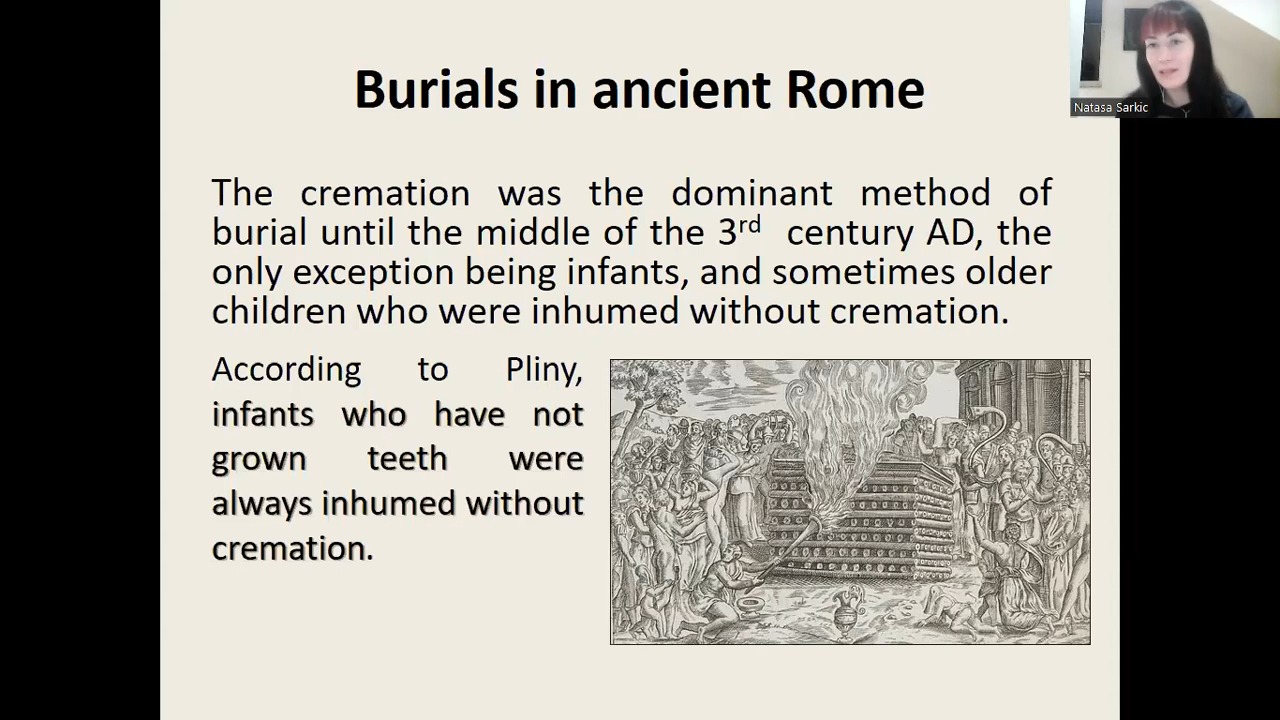 Burials in ancient Rome
Natasa Sarkic
The cremation was the dominant method of
burial until the middle of the 3rd century AD, the
only exception being infants, and sometimes older
children who were inhumed without cremation.
According to Pliny,
infants who have not
grown teeth were
always inhumed without
cremation.